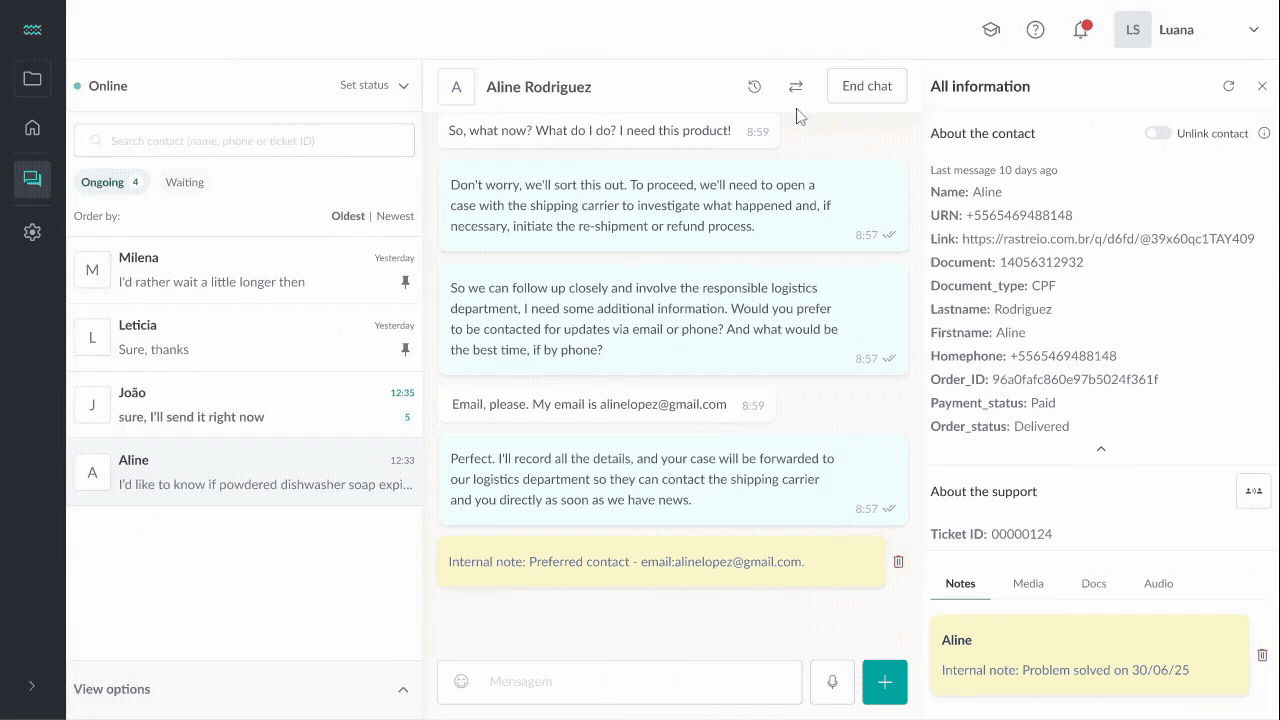 LS Luana
Online
Set status
Search contact (name, phone or ticket ID)
Ongoing 4 Waiting
Order by: Oldest | Newest
M
Milena Yesterday
I'd rather wait a little longer then
L
Leticia Yesterday
Sure, thanks
J
João 12:35
sure, I'll send it right now 5
A
Aline 12:33
I'd like to know if powdered dishwasher soap expi...
View options
A Aline Rodriguez End chat
So, what now? What do I do? I need this product! 8:59
Don't worry, we'll sort this out. To proceed, we'll need to open a
case with the shipping carrier to investigate what happened and, if
necessary, initiate the re-shipment or refund process.
8:57
So we can follow up closely and involve the responsible logistics
department, I need some additional information. Would you prefer
to be contacted for updates via email or phone? And what would be
the best time, if by phone?
8:57
Email, please. My email is alinelopez@gmail.com 8:59
Perfect. I'll record all the details, and your case will be forwarded to
our logistics department so they can contact the shipping carrier
and you directly as soon as we have news.
8:57
Internal note: Preferred contact - email:alinelopez@gmail.com.
Mensagem
All information
About the contact Unlink contact
Last message 10 days ago
Name: Aline
URN: +5565469488148
Link: https://rastreio.com.br/q/d6fd/@39x60qc1TAY409
Document: 14056312932
Document_type: CPF
Lastname: Rodriguez
Firstname: Aline
Homephone: +5565469488148
Order_ID: 96a0fafc860e97b5024f361f
Payment_status: Paid
Order_status: Delivered
About the support
Ticket ID: 00000124
Notes Media Docs Audio
Aline
Internal note: Problem solved on 30/06/25